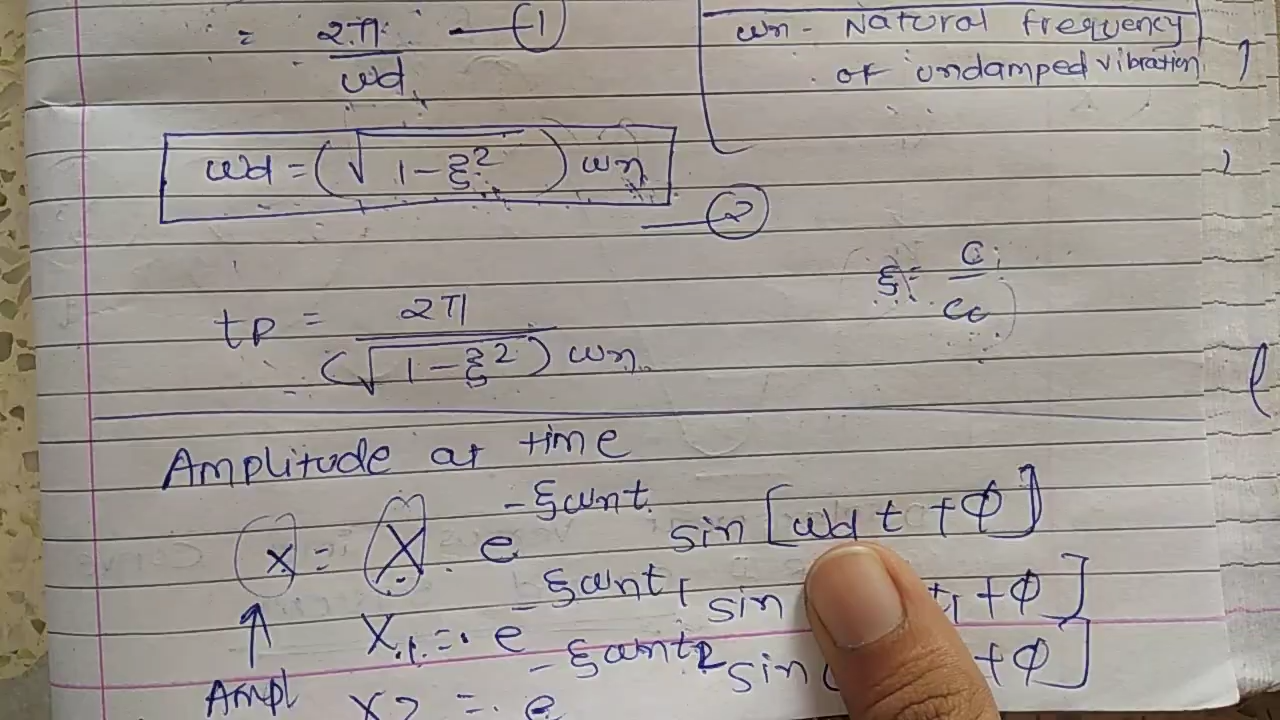 = 2π / ωd —(1)
ωn - Natural frequency
of undamped vibration
ωd = (√1-ξ²) ωn
—(2)
ξ = C / Cc
tp = 2π / (√1-ξ²) ωn
Amplitude at time
x = X . e^-ξωnt sin [ωd t + φ]
X1 = . e^-ξωnt1 sin t1 + φ]
Ampl X2 = . e^-ξωnt2 sin + φ]